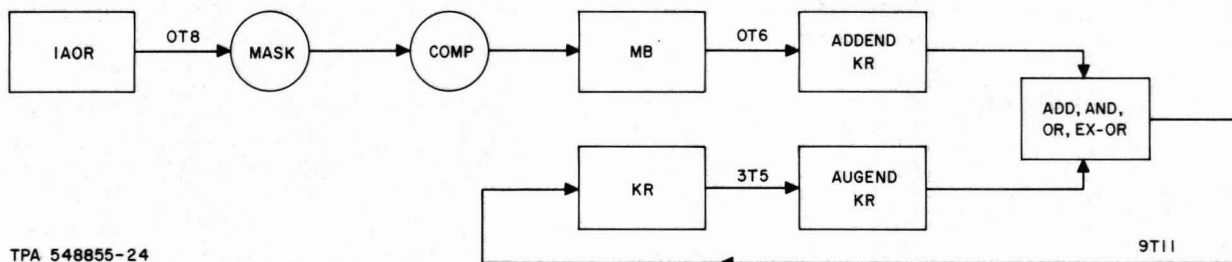 IAOR
OT8
MASK
COMP
MB
OT6
ADDEND
KR
ADD, AND,
OR, EX-OR
KR
3T5
AUGEND
KR
TPA 548855-24
9T11